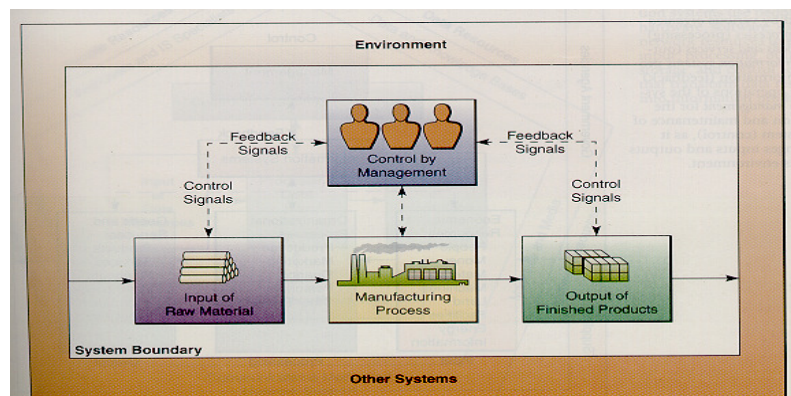 Environment
Feedback
Signals
Feedback
Signals
Control by
Management
Control
Signals
Control
Signals
Input of
Raw Material
Manufacturing
Process
Output of
Finished Products
System Boundary
Other Systems